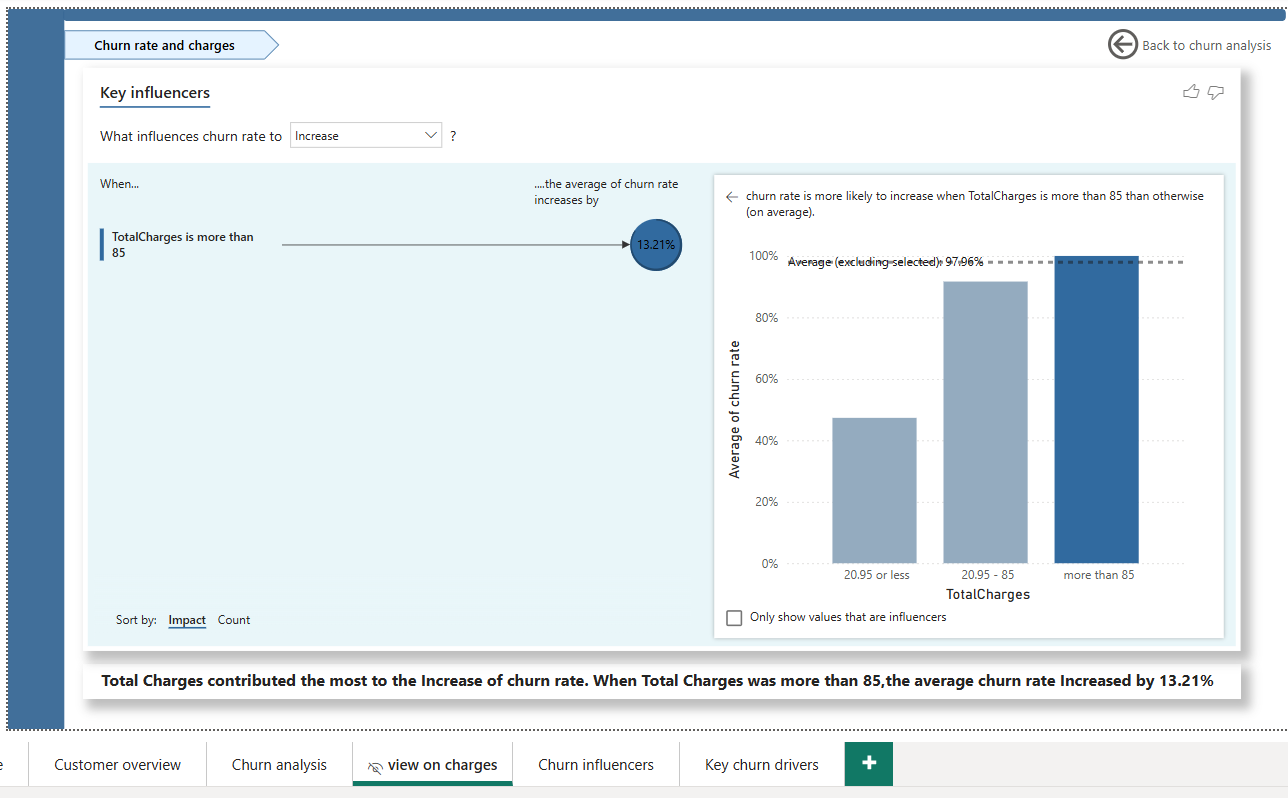 Churn rate and charges
Back to churn analysis
Key influencers
What influences churn rate to Increase ?
When...
....the average of churn rate
increases by
TotalCharges is more than
85
13.21%
churn rate is more likely to increase when TotalCharges is more than 85 than otherwise
(on average).
100%
Average (excluding selected): 97.96%
80%
60%
40%
20%
0%
Average of churn rate
20.95 or less
20.95 - 85
more than 85
TotalCharges
Only show values that are influencers
Sort by: Impact Count
Total Charges contributed the most to the Increase of churn rate. When Total Charges was more than 85,the average churn rate Increased by 13.21%
e
Customer overview
Churn analysis
view on charges
Churn influencers
Key churn drivers
+